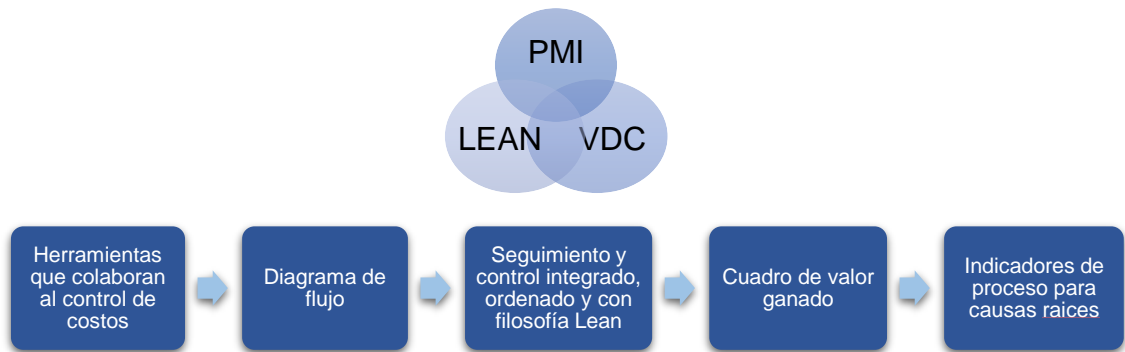 PMI
LEAN
VDC
Herramientas
que colaboran
al control de
costos
Diagrama de
flujo
Seguimiento y
control integrado,
ordenado y con
filosofía Lean
Cuadro de valor
ganado
Indicadores de
proceso para
causas raices